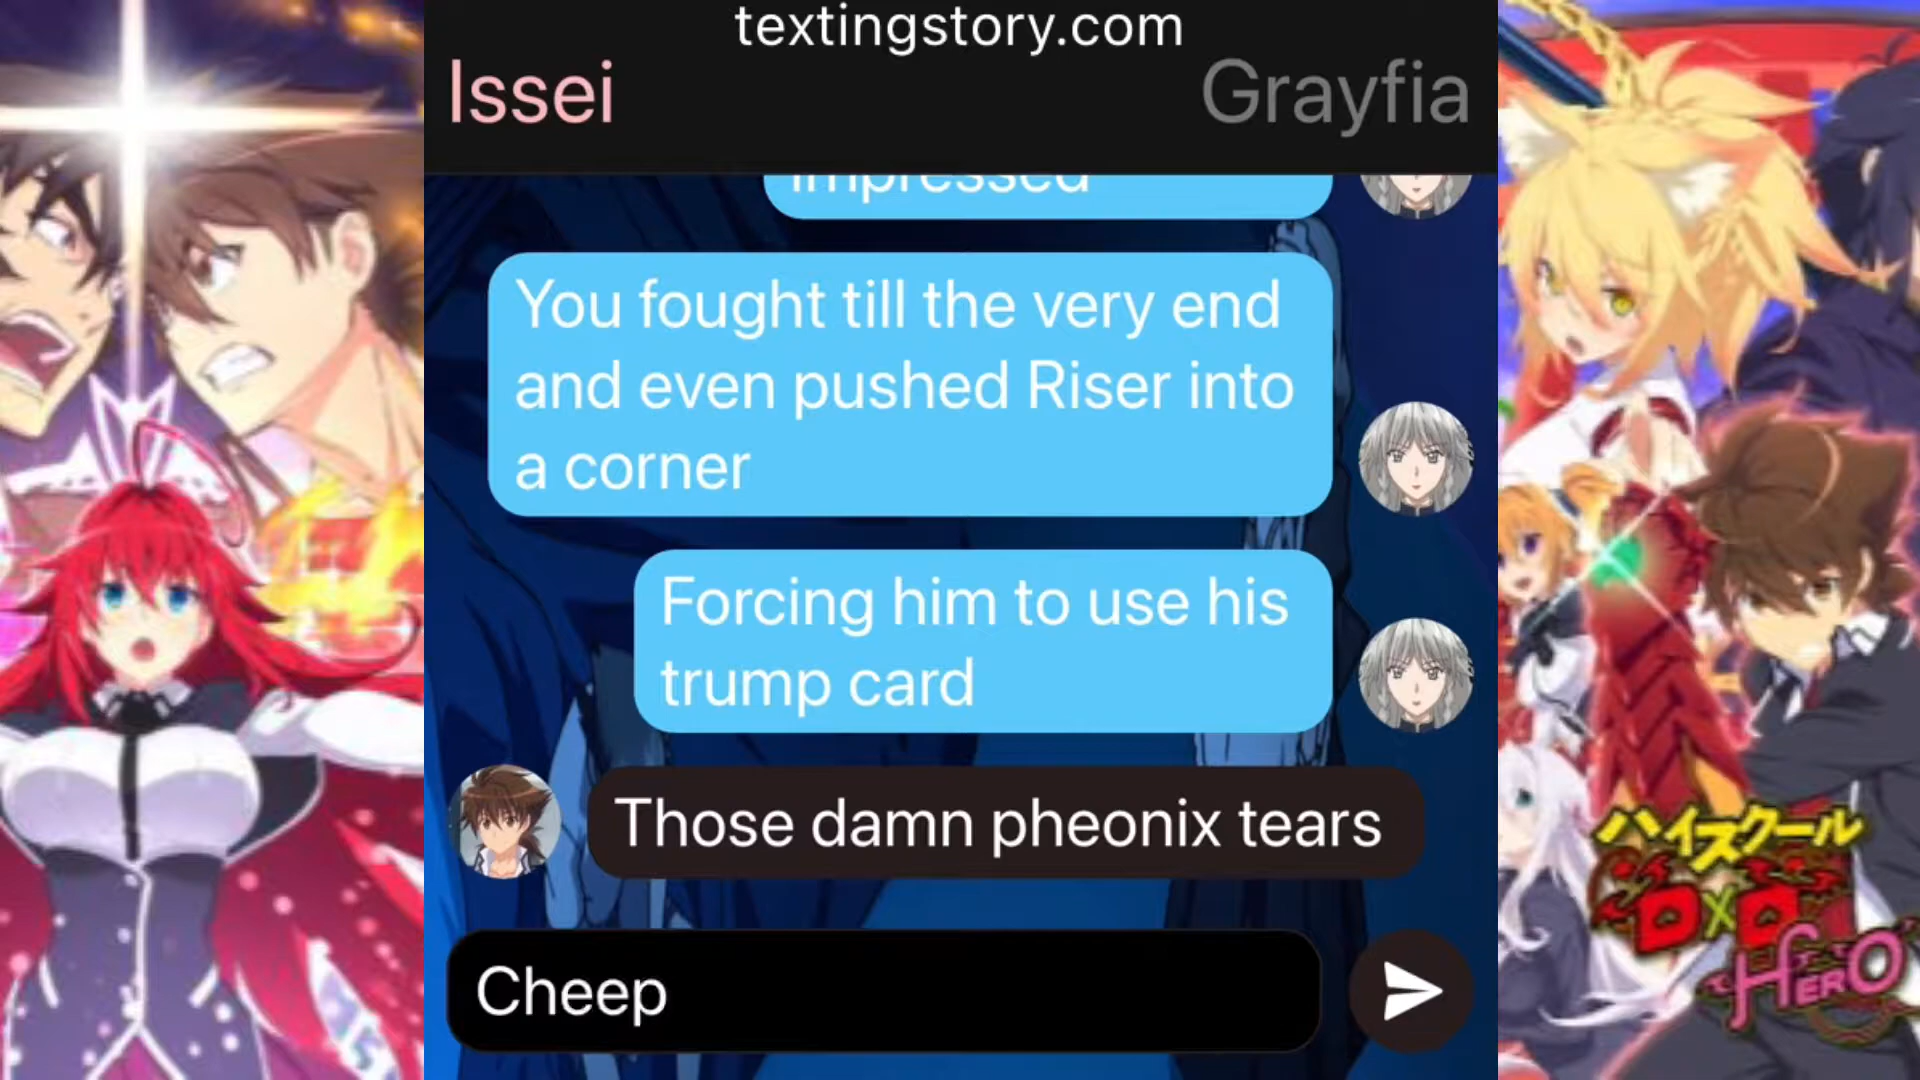 textingstory.com
Issei
Grayfia
impressed
You fought till the very end
and even pushed Riser into
a corner
Forcing him to use his
trump card
Those damn pheonix tears
Cheep
ハイスクール
D×D
HERO